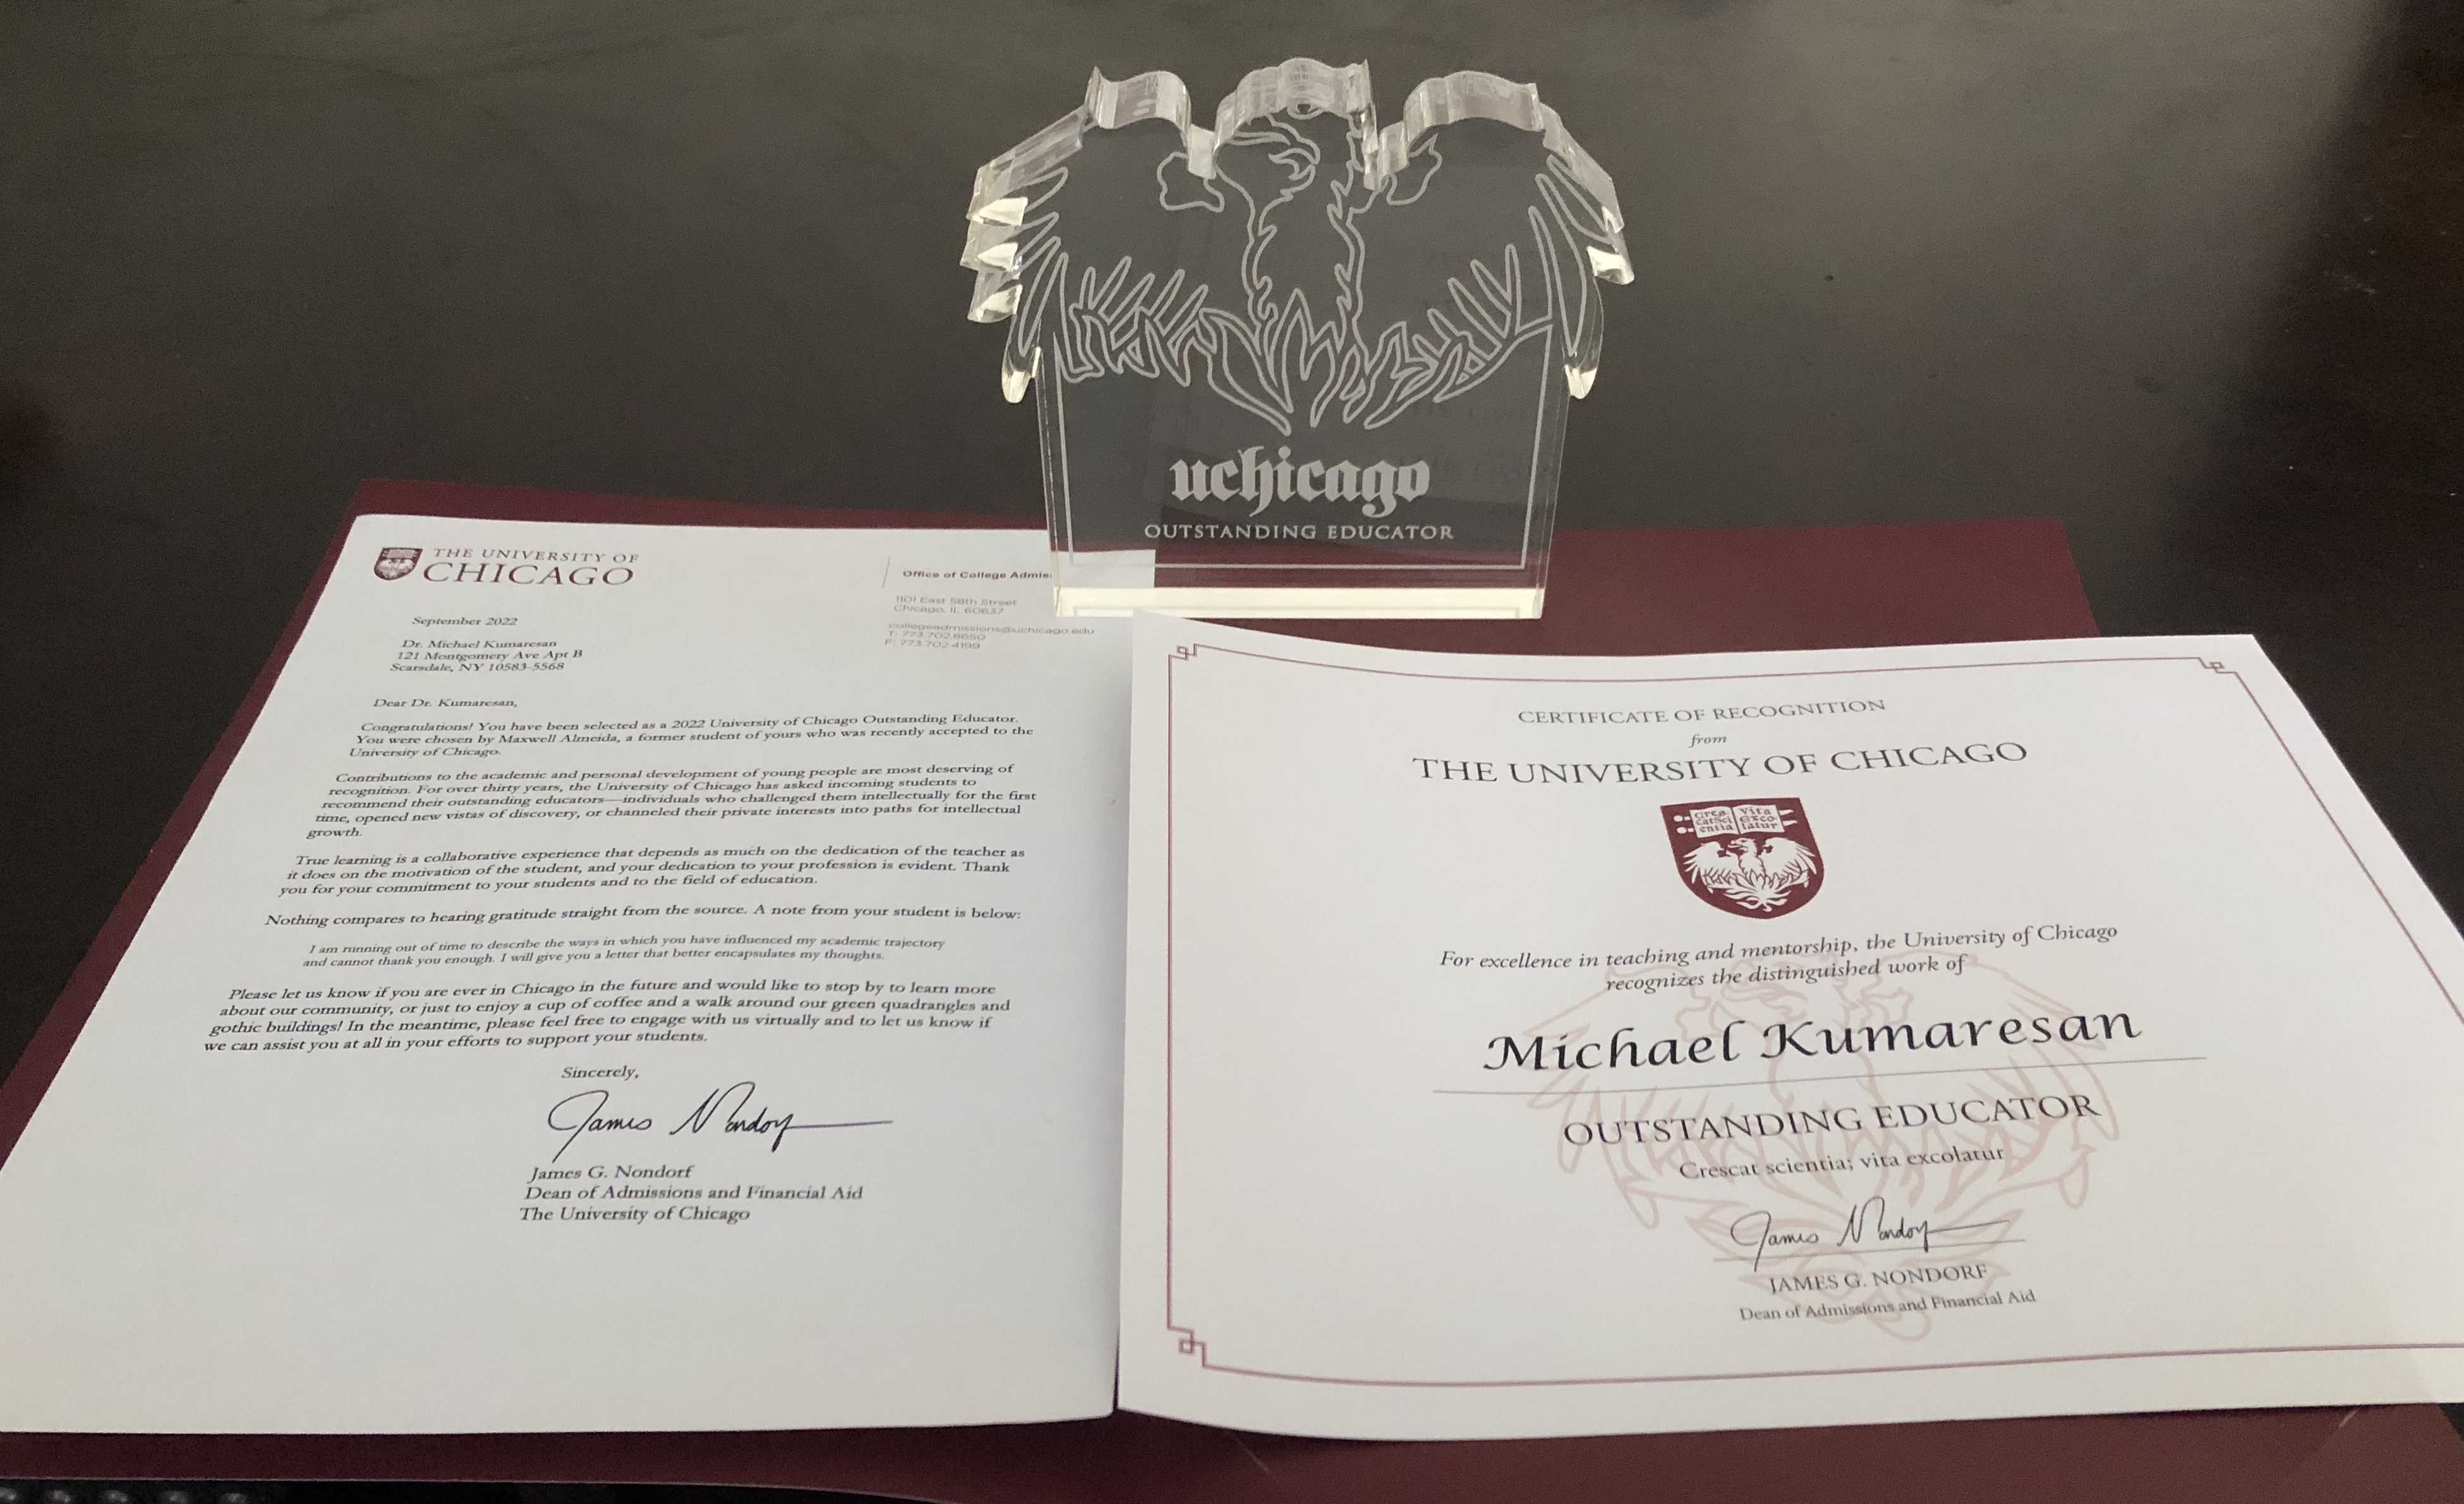 uchicago
OUTSTANDING EDUCATOR
THE UNIVERSITY OF
CHICAGO
Office of College Admis
1101 East 58th Street
Chicago, IL 60637
collegeadmissions@uchicago.edu
T: 773.702.8650
F: 773.702.4199
September 2022
Dr. Michael Kumaresan
121 Montgomery Ave Apt B
Scarsdale, NY 10583-5568
Dear Dr. Kumaresan,
Congratulations! You have been selected as a 2022 University of Chicago Outstanding Educator.
You were chosen by Maxwell Almeida, a former student of yours who was recently accepted to the
University of Chicago.
Contributions to the academic and personal development of young people are most deserving of
recognition. For over thirty years, the University of Chicago has asked incoming students to
recommend their outstanding educators—individuals who challenged them intellectually for the first
time, opened new vistas of discovery, or channeled their private interests into paths for intellectual
growth.
True learning is a collaborative experience that depends as much on the dedication of the teacher as
it does on the motivation of the student, and your dedication to your profession is evident. Thank
you for your commitment to your students and to the field of education.
Nothing compares to hearing gratitude straight from the source. A note from your student is below:
I am running out of time to describe the ways in which you have influenced my academic trajectory
and cannot thank you enough. I will give you a letter that better encapsulates my thoughts.
Please let us know if you are ever in Chicago in the future and would like to stop by to learn more
about our community, or just to enjoy a cup of coffee and a walk around our green quadrangles and
gothic buildings! In the meantime, please feel free to engage with us virtually and to let us know if
we can assist you at all in your efforts to support your students.
Sincerely,
James Nondorf
James G. Nondorf
Dean of Admissions and Financial Aid
The University of Chicago
CERTIFICATE OF RECOGNITION
from
THE UNIVERSITY OF CHICAGO
cres vita
cat sci exco
entia latur
For excellence in teaching and mentorship, the University of Chicago
recognizes the distinguished work of
Michael Kumaresan
OUTSTANDING EDUCATOR
Crescat scientia; vita excolatur
James Nondorf
JAMES G. NONDORF
Dean of Admissions and Financial Aid